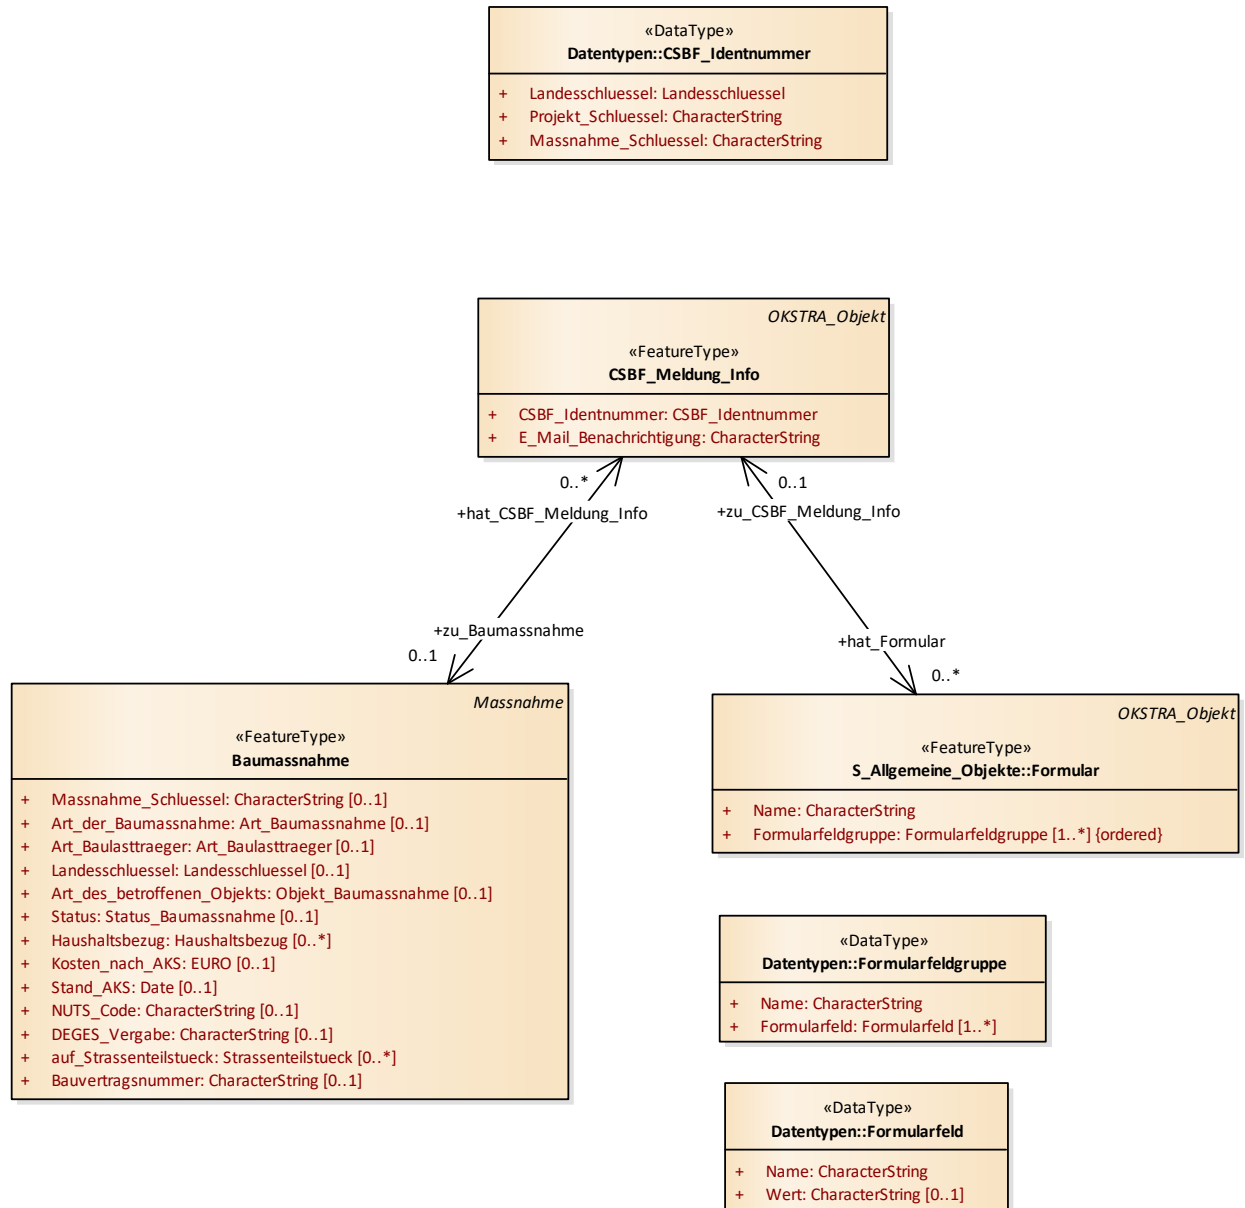 «DataType»
Datentypen::CSBF_Identnummer
+ Landesschluessel: Landesschluessel
+ Projekt_Schluessel: CharacterString
+ Massnahme_Schluessel: CharacterString
OKSTRA_Objekt
«FeatureType»
CSBF_Meldung_Info
+ CSBF_Identnummer: CSBF_Identnummer
+ E_Mail_Benachrichtigung: CharacterString
0..*
+hat_CSBF_Meldung_Info
0..1
+zu_CSBF_Meldung_Info
+zu_Baumassnahme
0..1
+hat_Formular
0..*
Massnahme
«FeatureType»
Baumassnahme
+ Massnahme_Schluessel: CharacterString [0..1]
+ Art_der_Baumassnahme: Art_Baumassnahme [0..1]
+ Art_Baulasttraeger: Art_Baulasttraeger [0..1]
+ Landesschluessel: Landesschluessel [0..1]
+ Art_des_betroffenen_Objekts: Objekt_Baumassnahme [0..1]
+ Status: Status_Baumassnahme [0..1]
+ Haushaltsbezug: Haushaltsbezug [0..*]
+ Kosten_nach_AKS: EURO [0..1]
+ Stand_AKS: Date [0..1]
+ NUTS_Code: CharacterString [0..1]
+ DEGES_Vergabe: CharacterString [0..1]
+ auf_Strassenteilstueck: Strassenteilstueck [0..*]
+ Bauvertragsnummer: CharacterString [0..1]
OKSTRA_Objekt
«FeatureType»
S_Allgemeine_Objekte::Formular
+ Name: CharacterString
+ Formularfeldgruppe: Formularfeldgruppe [1..*] {ordered}
«DataType»
Datentypen::Formularfeldgruppe
+ Name: CharacterString
+ Formularfeld: Formularfeld [1..*]
«DataType»
Datentypen::Formularfeld
+ Name: CharacterString
+ Wert: CharacterString [0..1]